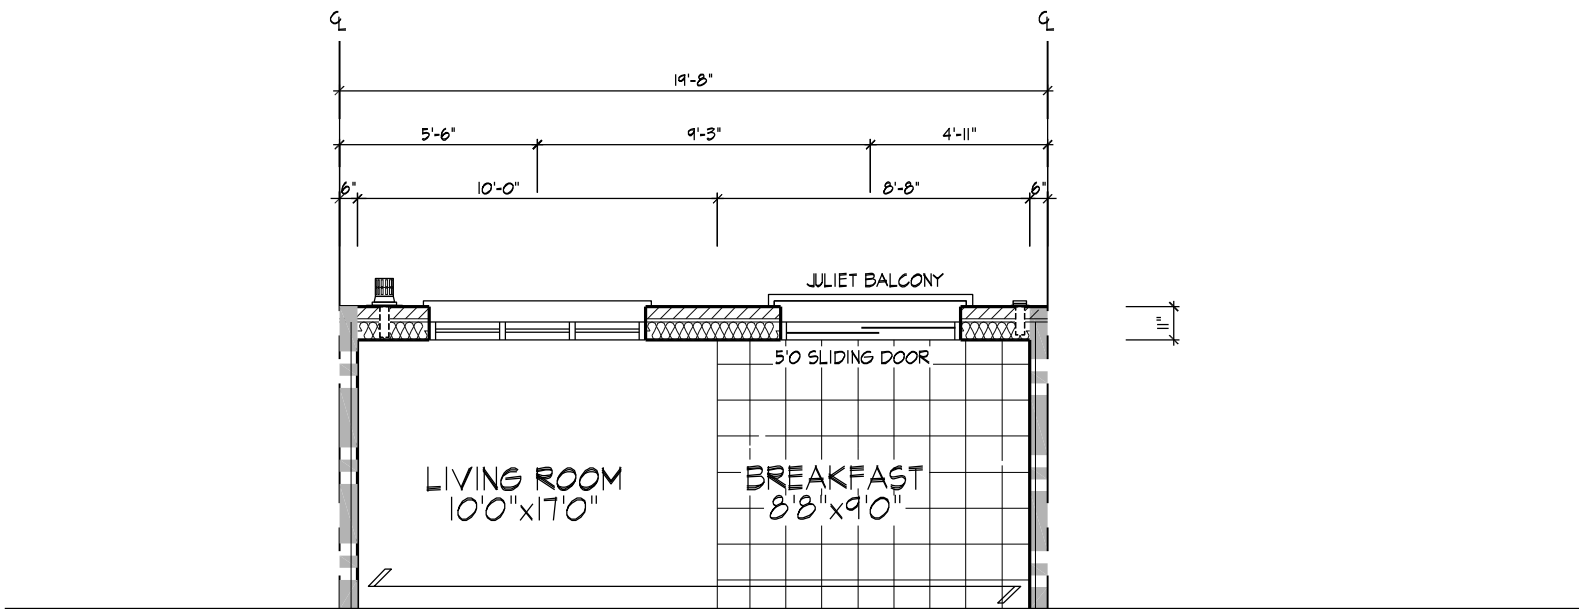 ℄ ℄
19'-8"
5'-6" 9'-3" 4'-11"
6" 10'-0" 8'-8" 6"
JULIET BALCONY
11"
5'0 SLIDING DOOR
LIVING ROOM
10'0"x17'0"
BREAKFAST
8'8"x9'0"